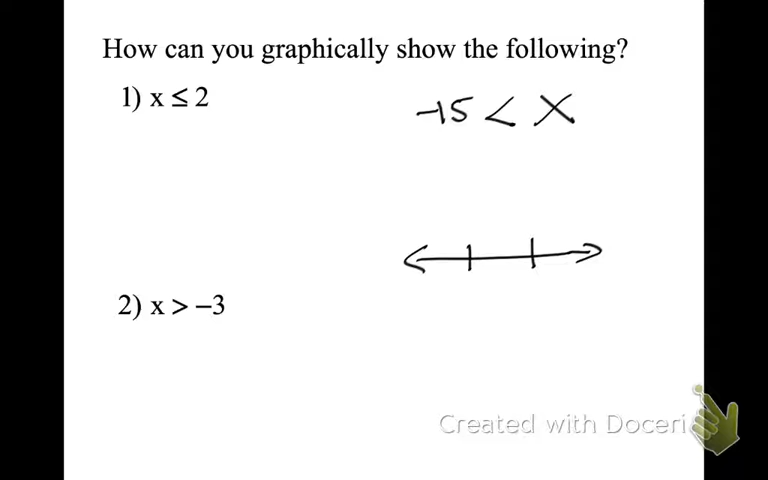 How can you graphically show the following?
1) x ≤ 2
-15 < X
2) x > −3
Created with Doceri